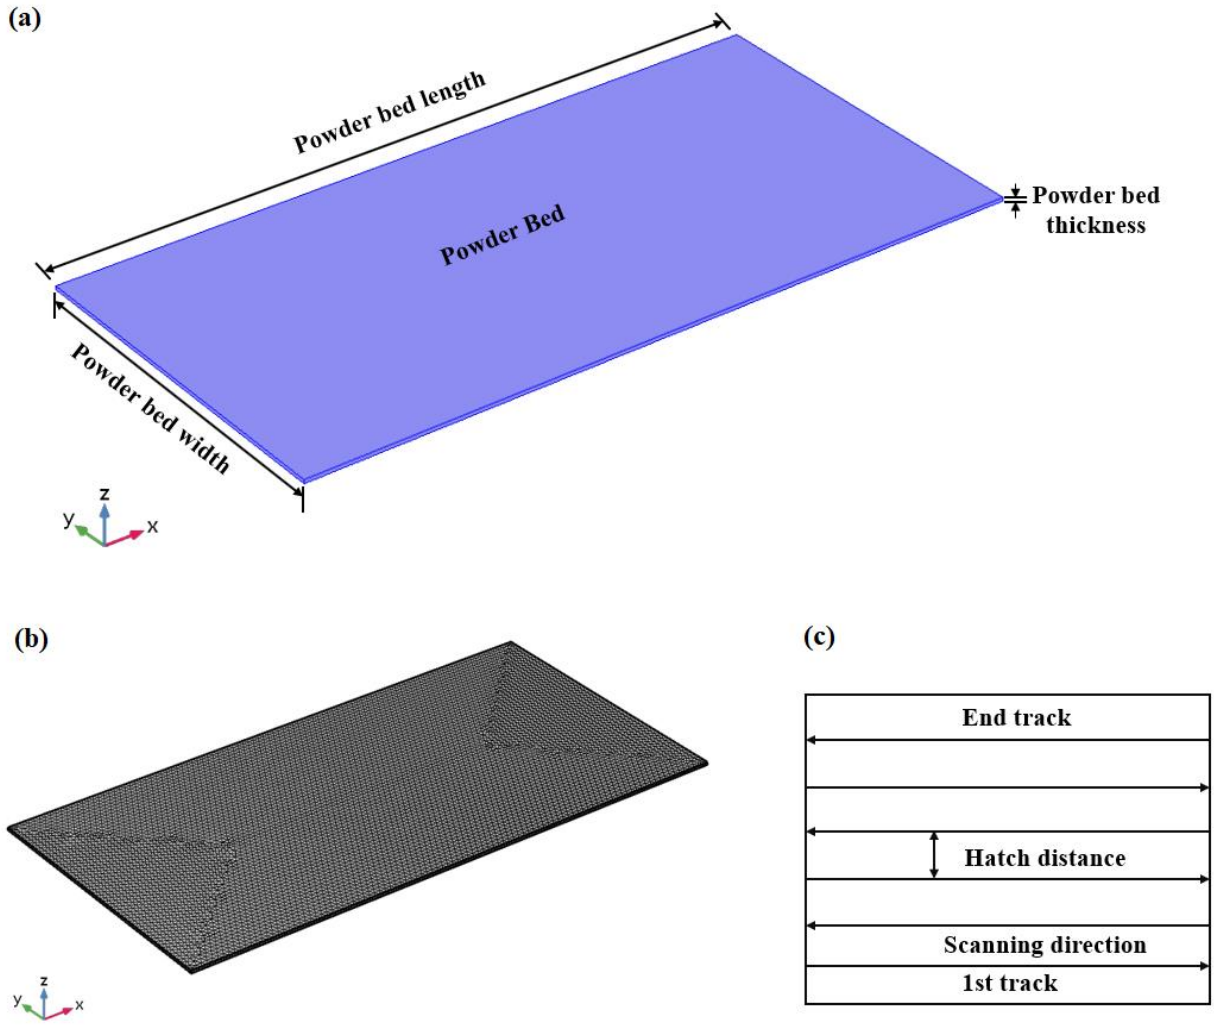 (a)
Powder bed length
Powder Bed
Powder bed
thickness
Powder bed width
z
y
x
(b)
z
y
x
(c)
End track
Hatch distance
Scanning direction
1st track